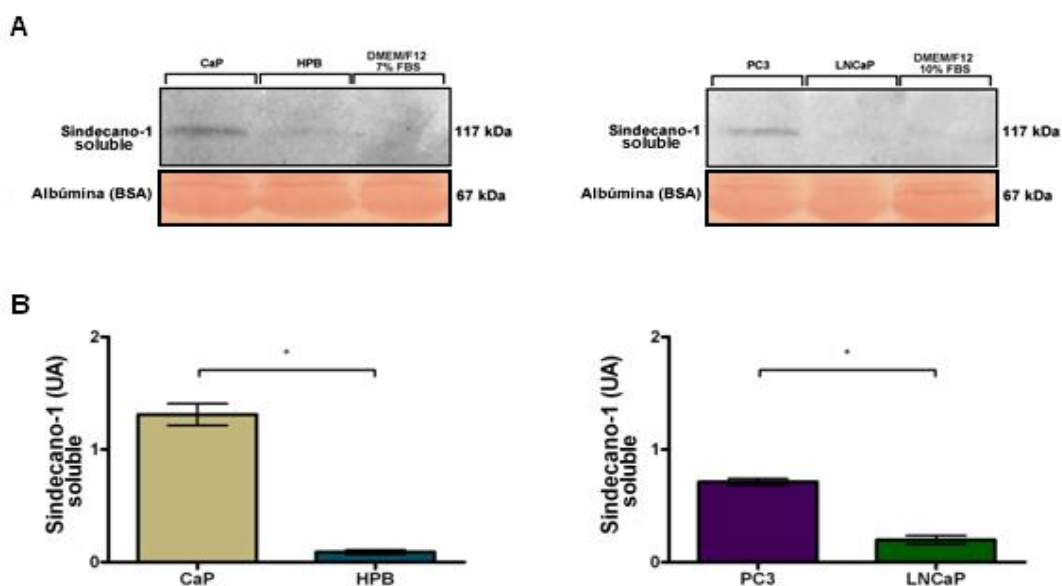 A
CaP HPB DMEM/F12
7% FBS
Sindecano-1
soluble
117 kDa
Albúmina (BSA)
67 kDa
PC3 LNCaP DMEM/F12
10% FBS
Sindecano-1
soluble
117 kDa
Albúmina (BSA)
67 kDa
B
Sindecano-1 (UA)
soluble
2
1
0
*
CaP HPB
Sindecano-1 (UA)
soluble
2
1
0
*
PC3 LNCaP